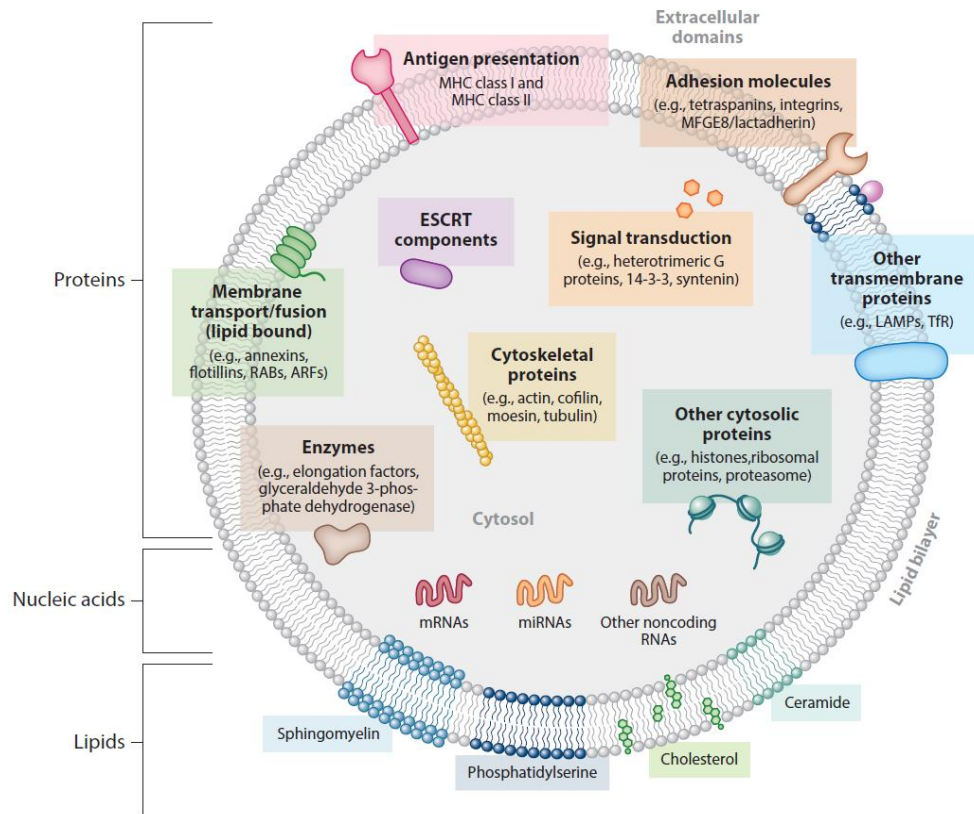 Extracellular
domains
Antigen presentation
MHC class I and
MHC class II
Adhesion molecules
(e.g., tetraspanins, integrins,
MFGE8/lactadherin)
ESCRT
components
Signal transduction
(e.g., heterotrimeric G
proteins, 14-3-3, syntenin)
Other
transmembrane
proteins
(e.g., LAMPs, TfR)
Proteins
Membrane
transport/fusion
(lipid bound)
(e.g., annexins,
flotillins, RABs, ARFs)
Cytoskeletal
proteins
(e.g., actin, cofilin,
moesin, tubulin)
Other cytosolic
proteins
(e.g., histones,ribosomal
proteins, proteasome)
Enzymes
(e.g., elongation factors,
glyceraldehyde 3-phos-
phate dehydrogenase)
Cytosol
Lipid bilayer
Nucleic acids
mRNAs
miRNAs
Other noncoding
RNAs
Lipids
Sphingomyelin
Phosphatidylserine
Cholesterol
Ceramide